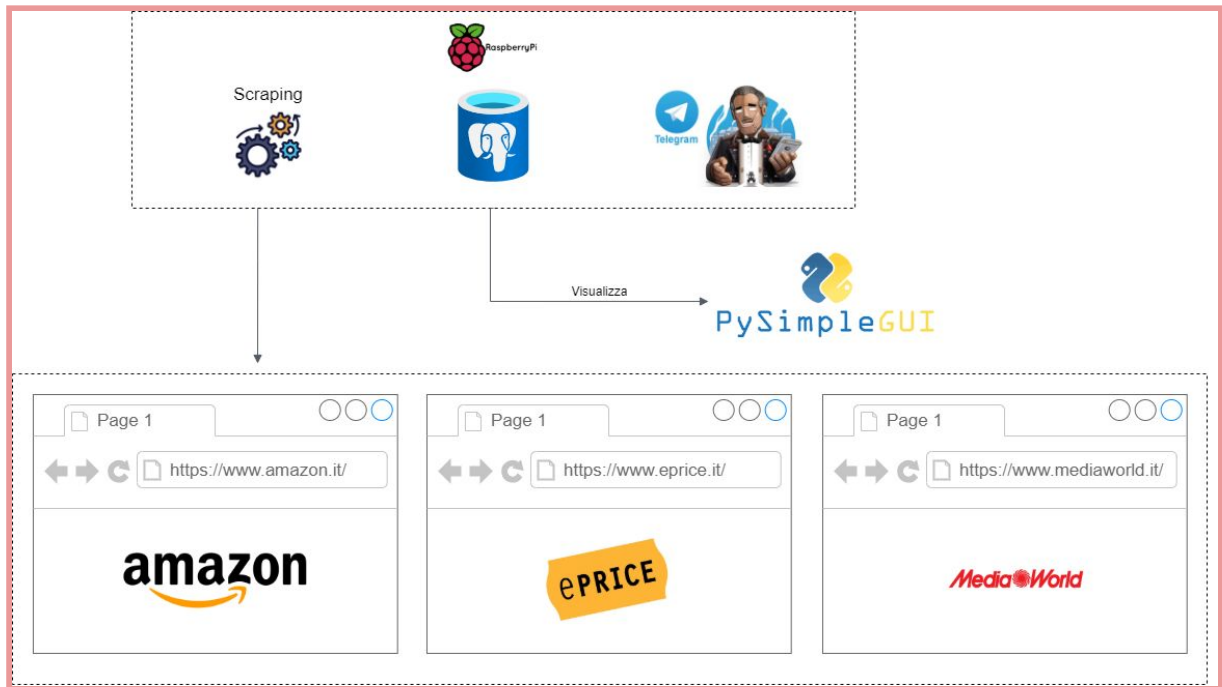 RaspberryPi
Scraping
Telegram
Visualizza
PySimpleGUI
Page 1
https://www.amazon.it/
amazon
Page 1
https://www.eprice.it/
ePRICE
Page 1
https://www.mediaworld.it/
MediaWorld